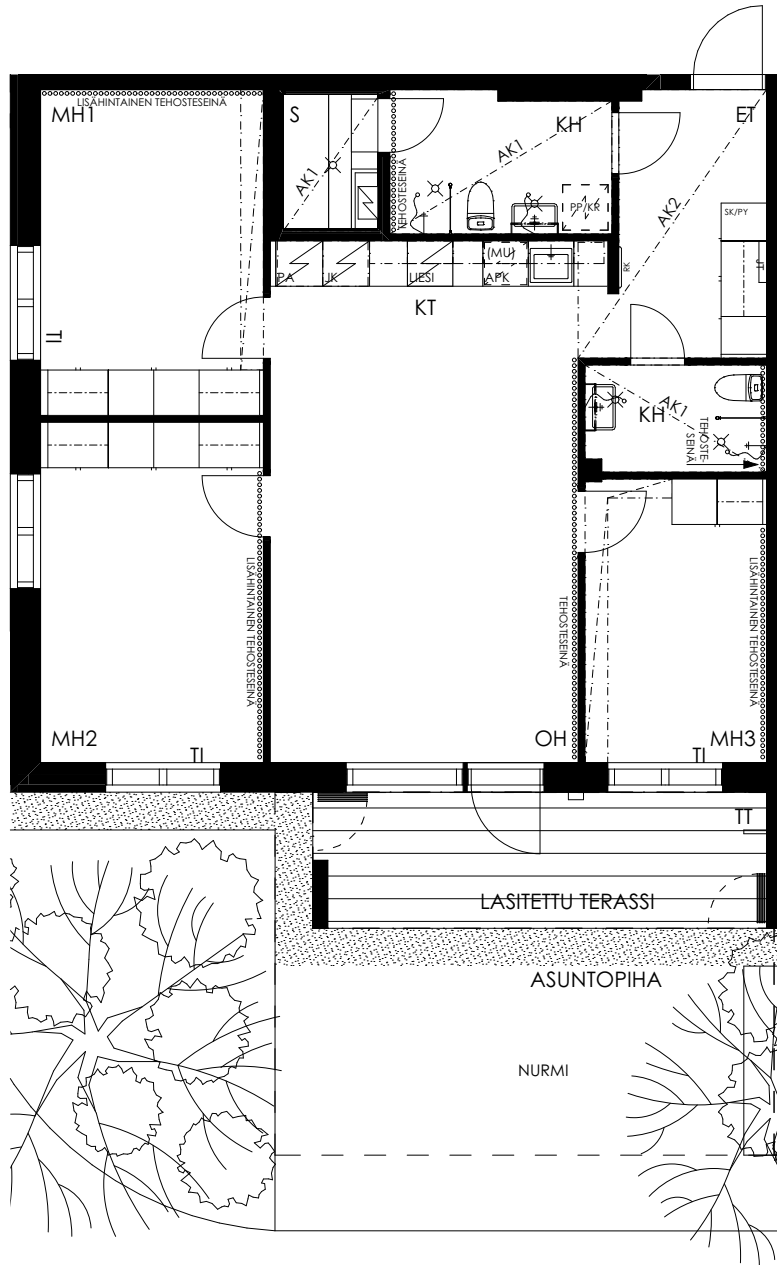 LISÄHINTAINEN TEHOSTESEINÄ
MH1
S
KH
ET
AK1
AK1
TEHOSTESEINÄ
PP/KR
AK2
SK/PY
JT
RK
PA
JK
LIESI
(MU)
APK
KT
TI
KH
AK1
TEHOSTE-
SEINÄ
LISÄHINTAINEN TEHOSTESEINÄ
TEHOSTESEINÄ
LISÄHINTAINEN TEHOSTESEINÄ
MH2
TI
OH
TI
MH3
TT
LASITETTU TERASSI
ASUNTOPIHA
NURMI